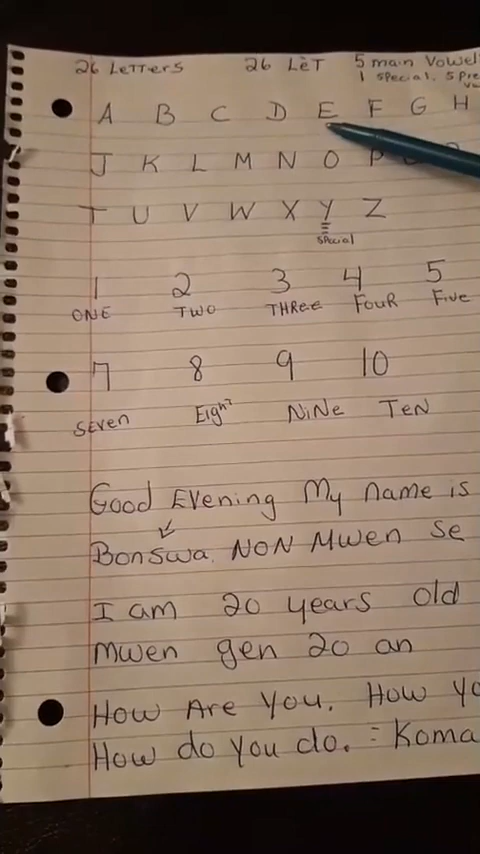 26 LeTTeRS 26 LèT 5 main Vowel
1 special, 5 pre
A B C D E F G H
J K L M N O P
T U V W X Y Z
special
1 2 3 4 5
ONE TWO THRee FouR Five
7 8 9 10
Seven EigHT NiNe TeN
Good Evening My name is
Bonswa. NON Mwen Se
I am 20 years old
Mwen gen 20 an
How Are You. How yo
How do you do. = Koma